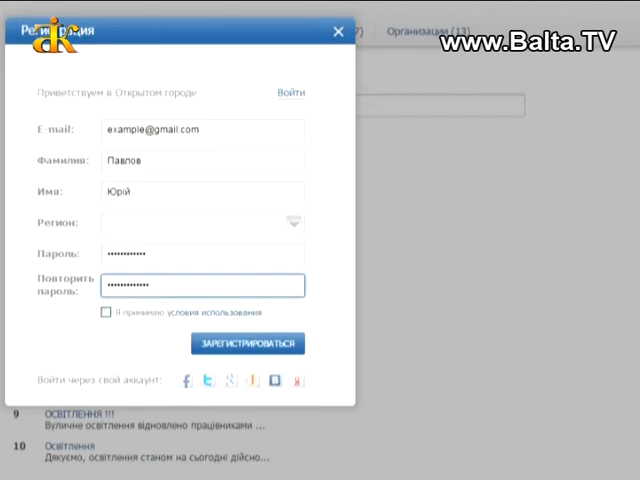 Регистрация
7)
Организации (13)
www.Balta.TV
Приветствуем в Открытом городе
Войти
E-mail:
example@gmail.com
Фамилия:
Павлов
Имя:
Юрій
Регион:
Пароль:
Повторить пароль:
Я принимаю условия использования
ЗАРЕГИСТРИРОВАТЬСЯ
Войти через свой аккаунт:
9 ОСВІТЛЕННЯ !!!
Вуличне освітлення відновлено працівниками ...
10 Освітлення
Дякуємо, освітлення станом на сьогодні дійсно...